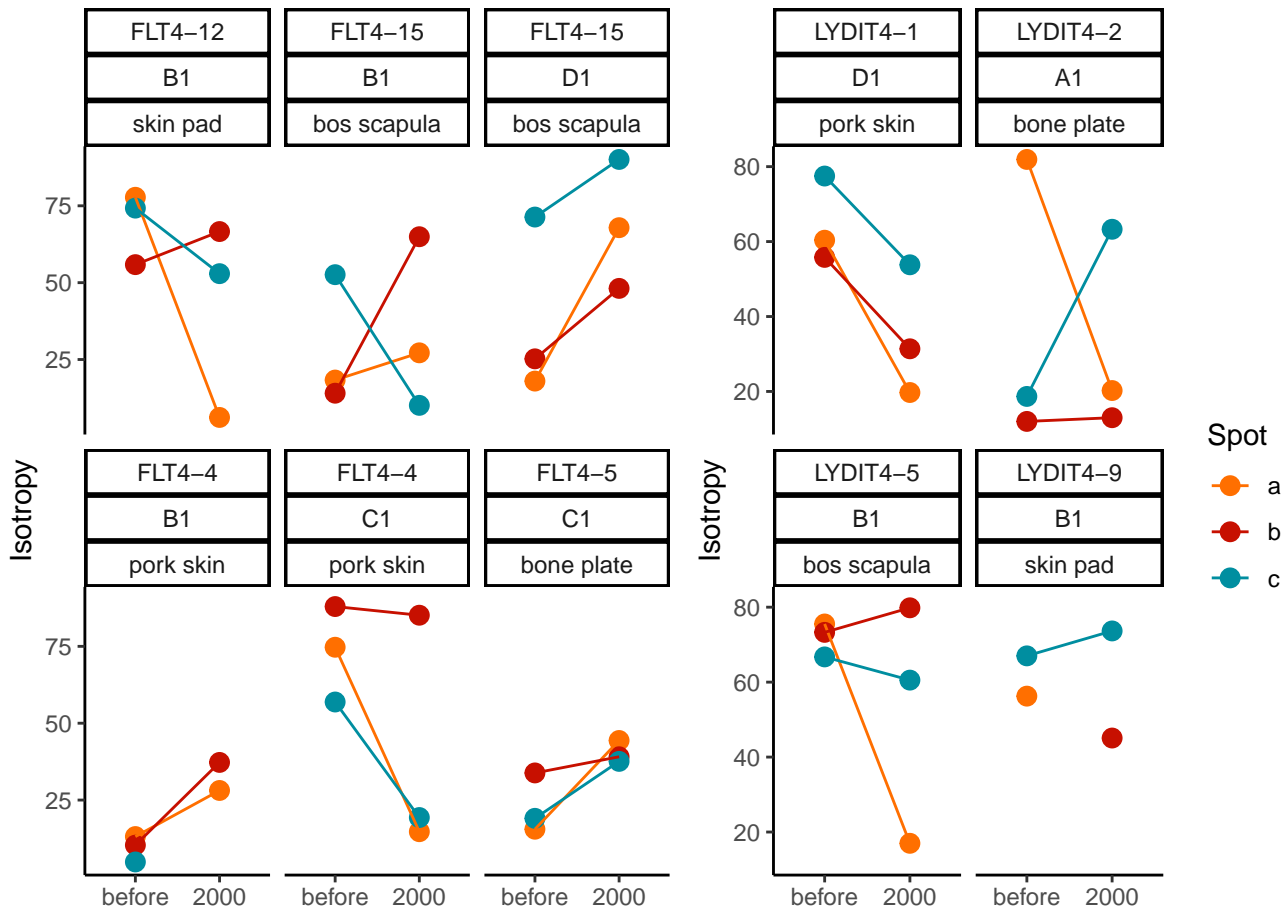 FLT4−12
B1
skin pad
FLT4−15
B1
bos scapula
FLT4−15
D1
bos scapula
LYDIT4−1
D1
pork skin
LYDIT4−2
A1
bone plate
75
50
25
80
60
40
20
Isotropy
FLT4−4
B1
pork skin
FLT4−4
C1
pork skin
FLT4−5
C1
bone plate
75
50
25
before 2000
before 2000
before 2000
Isotropy
LYDIT4−5
B1
bos scapula
LYDIT4−9
B1
skin pad
80
60
40
20
before 2000
before 2000
Spot
a
b
c